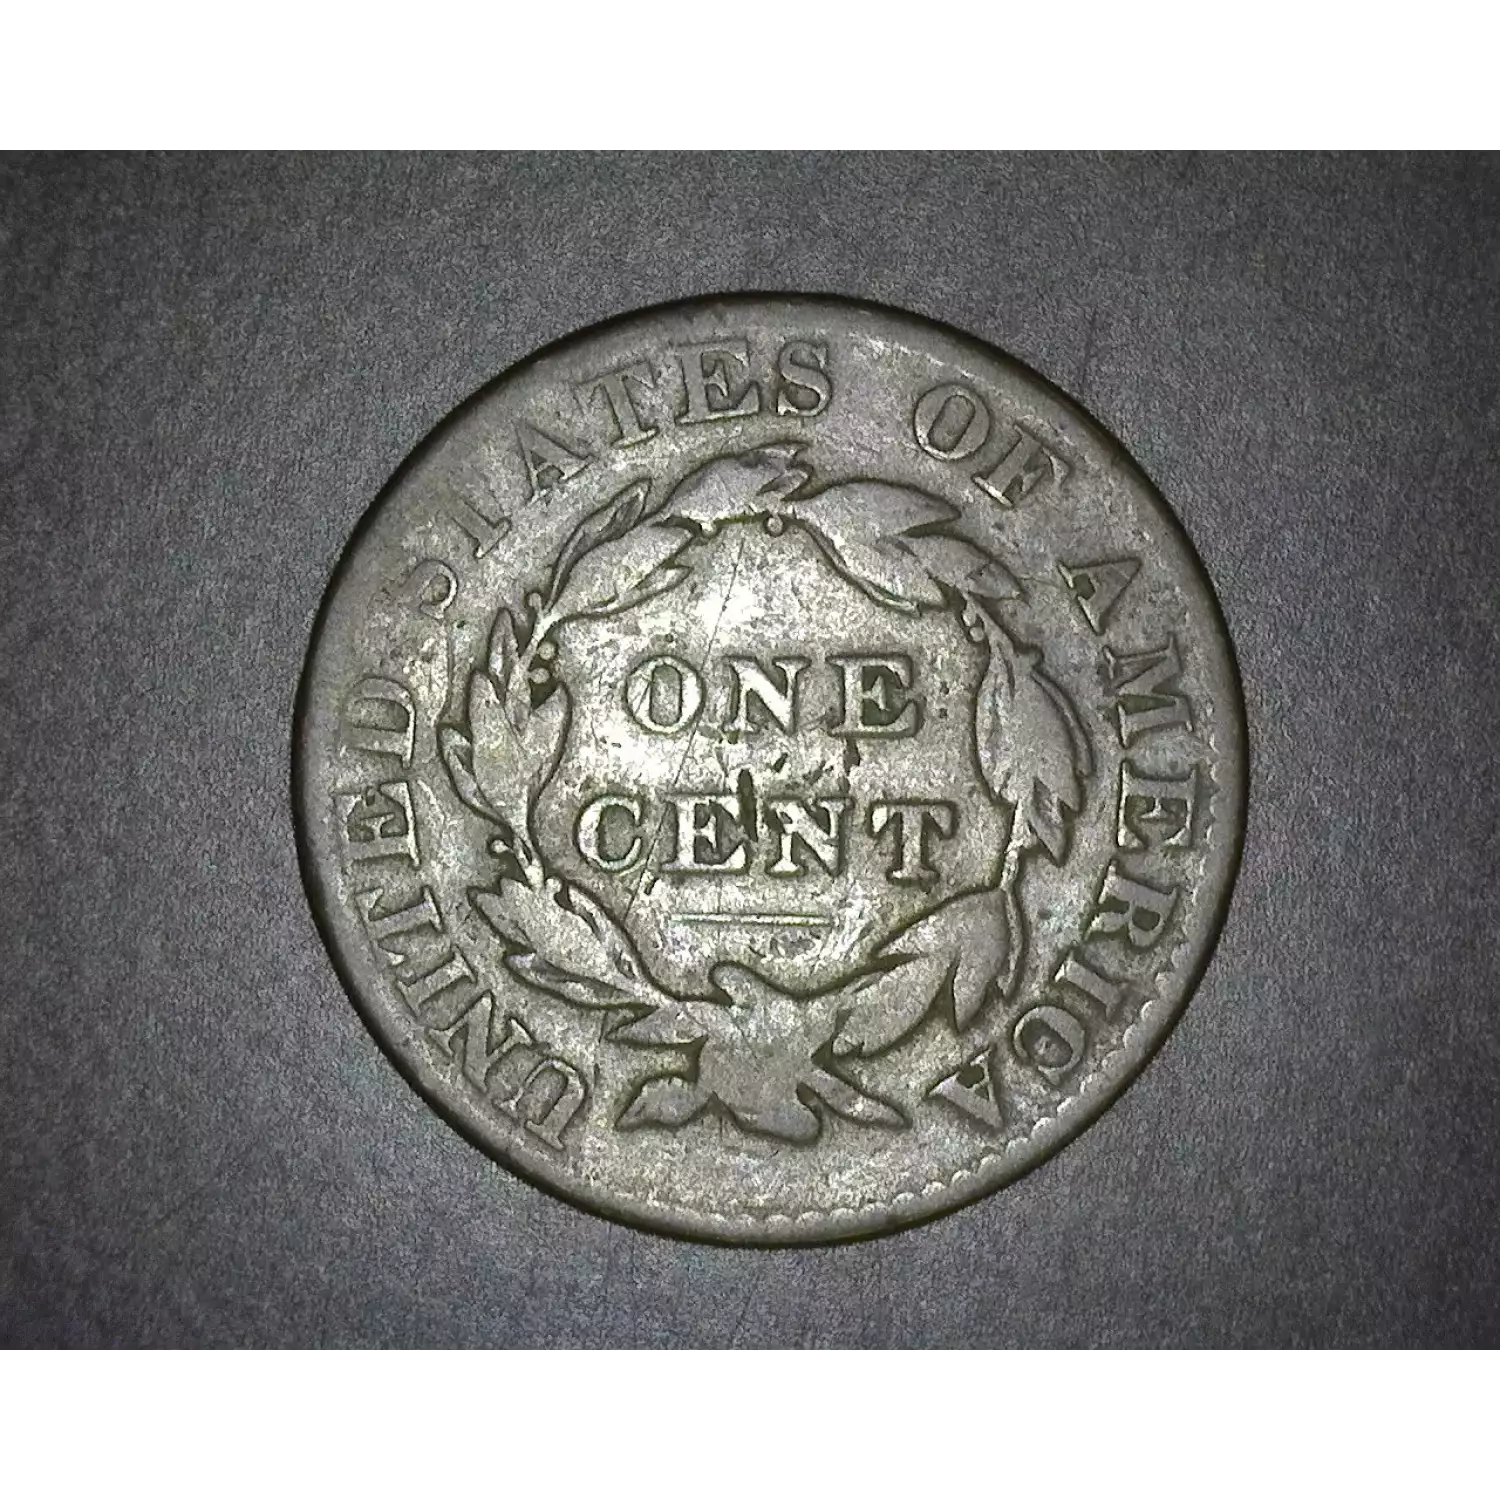 UNITED STATES OF AMERICA
ONE
CENT